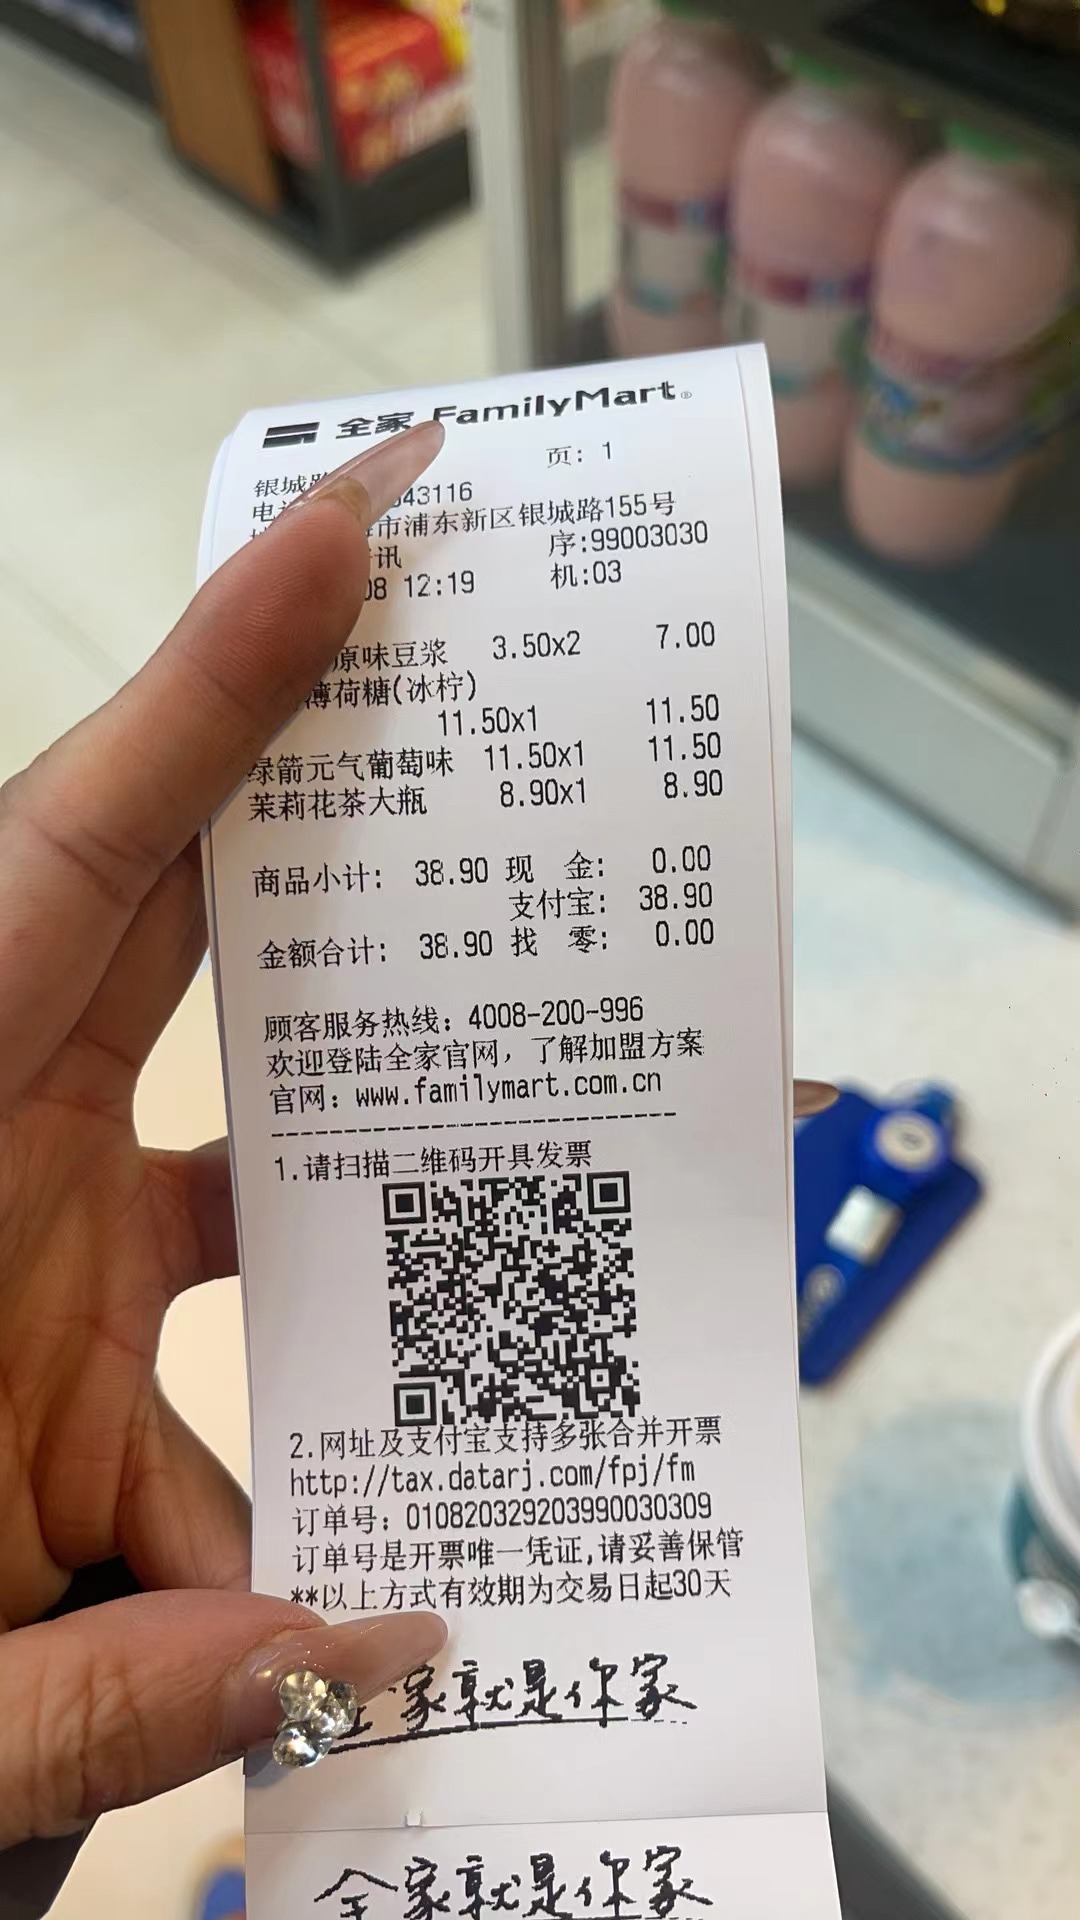 全家 FamilyMart®
页: 1
银城
43116
市浦东新区银城路155号
讯 序:99003030
08 12:19 机:03
原味豆浆 3.50x2 7.00
薄荷糖(冰柠)
11.50x1 11.50
绿箭元气葡萄味 11.50x1 11.50
茉莉花茶大瓶 8.90x1 8.90
商品小计: 38.90 现 金: 0.00
支付宝: 38.90
金额合计: 38.90 找 零: 0.00
顾客服务热线: 4008-200-996
欢迎登陆全家官网, 了解加盟方案
官网: www.familymart.com.cn
1.请扫描二维码开具发票
2.网址及支付宝支持多张合并开票
http://tax.datarj.com/fpj/fm
订单号: 010820329203990030309
订单号是开票唯一凭证,请妥善保管
**以上方式有效期为交易日起30天
家就是你家
全家就是你家